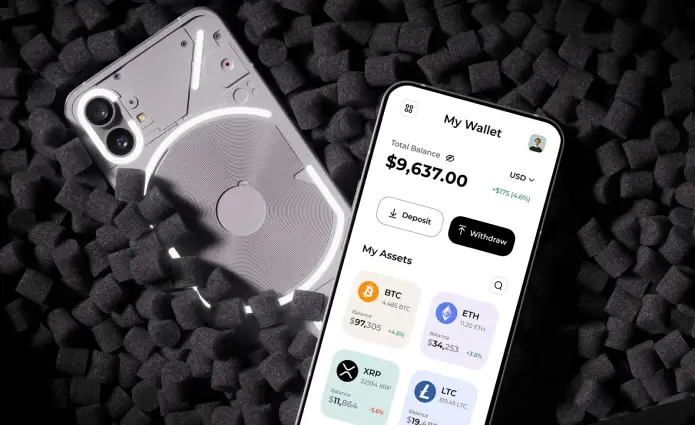 My Wallet
Total Balance
$9,637.00
USD
+$175 (4.6%)
Deposit
Withdraw
My Assets
BTC
4.485 BTC
Balance
$97,305
+4.6%
ETH
11.20 ETH
Balance
$34,253
+3.8%
XRP
22934 XRP
Balance
$11,864
-5.6%
LTC
319.45 LTC
Balance